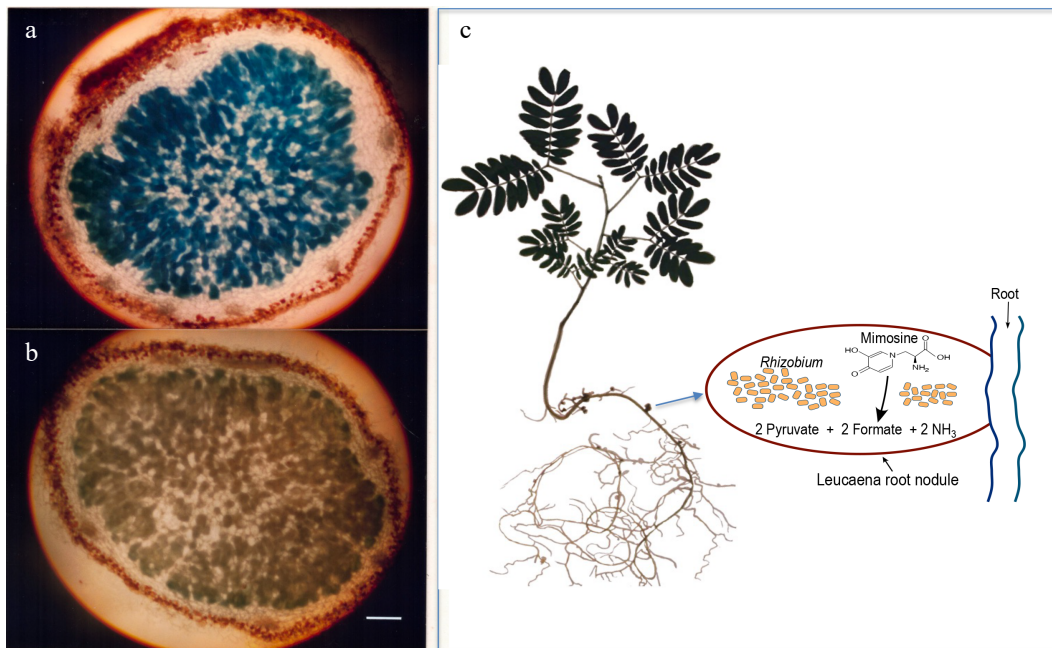 a
b
c
Root
Mimosine
O
HO
N
OH
NH₂
O
Rhizobium
2 Pyruvate + 2 Formate + 2 NH₃
Leucaena root nodule